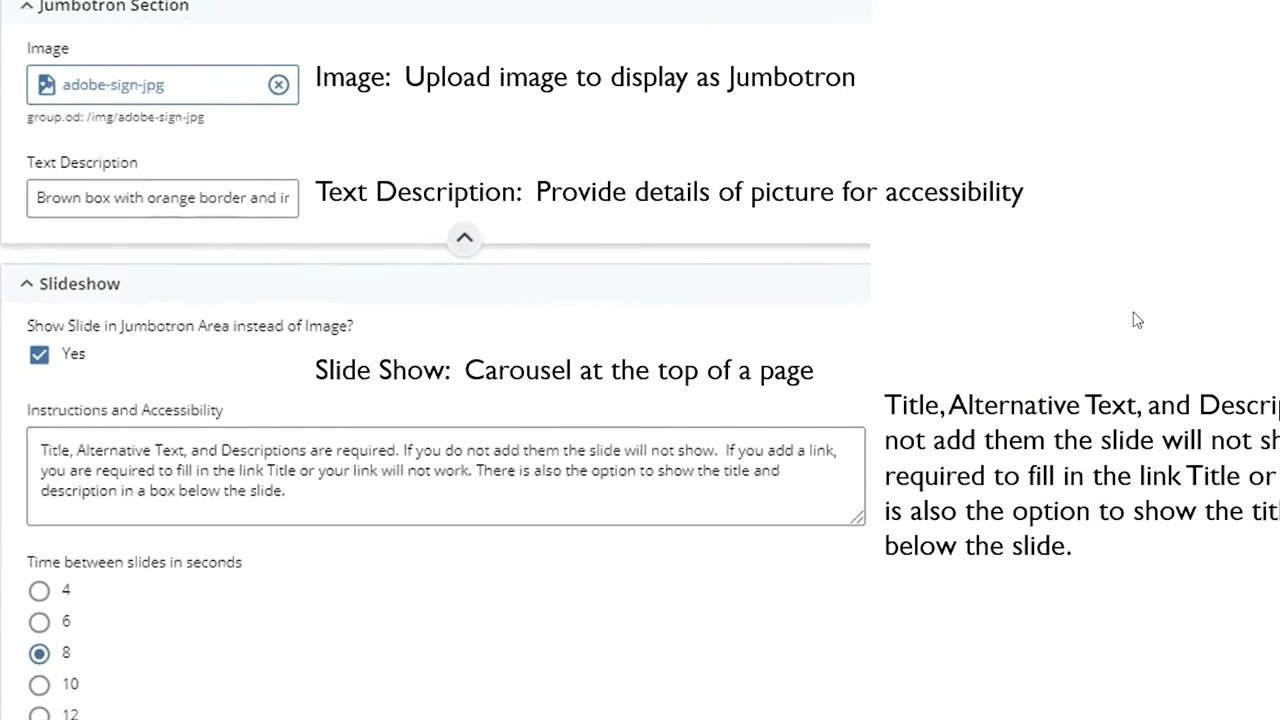 Jumbotron Section
Image
adobe-sign-jpg
Image: Upload image to display as Jumbotron
group.od: /img/adobe-sign-jpg
Text Description
Brown box with orange border and
Text Description: Provide details of picture for accessibility
Slideshow
Show Slide in Jumbotron Area instead of Image?
Yes
Slide Show: Carousel at the top of a page
Instructions and Accessibility
Title, Alternative Text, and Descriptions are required. If you do not add them the slide will not show. If you add a link,
you are required to fill in the link Title or your link will not work. There is also the option to show the title and
description in a box below the slide.
Title, Alternative Text, and
not add them the slide will not
required to fill in the link Title or
is also the option to show the
below the slide.
Time between slides in seconds
4
6
8
10
12